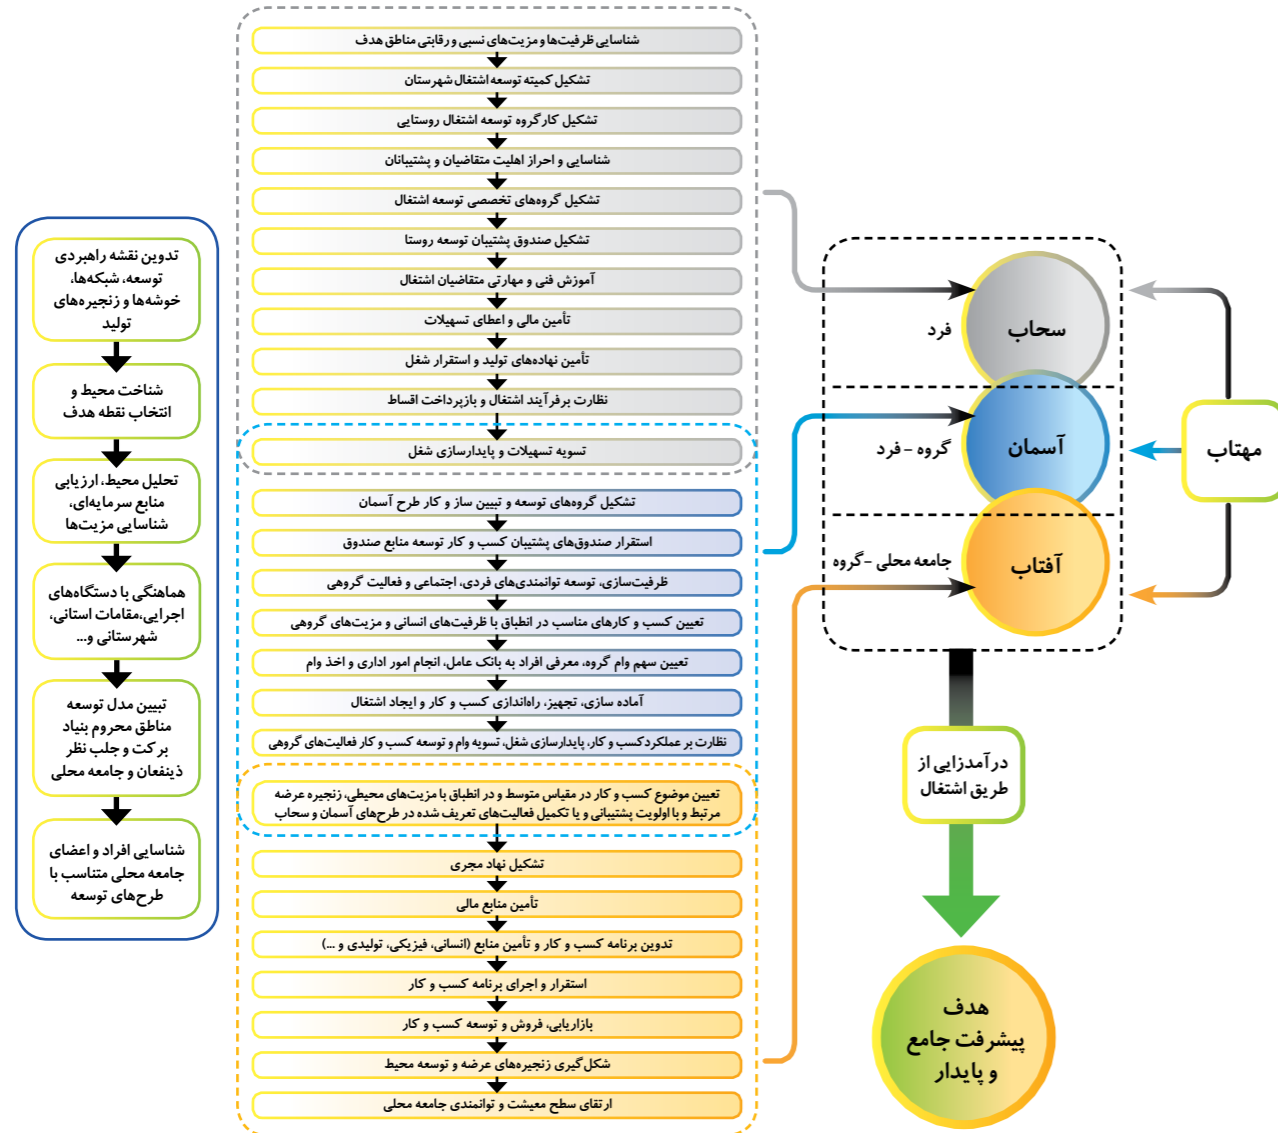 شناسایی ظرفیت‌ها و مزیت‌های نسبی و رقابتی مناطق هدف
تشکیل کمیته توسعه اشتغال شهرستان
تشکیل کارگروه توسعه اشتغال روستایی
شناسایی و احراز اهلیت متقاضیان و پشتیبانان
تشکیل گروه‌های تخصصی توسعه اشتغال
تشکیل صندوق پشتیبان توسعه روستا
آموزش فنی و مهارتی متقاضیان اشتغال
تأمین مالی و اعطای تسهیلات
تأمین نهاده‌های تولید و استقرار شغل
نظارت برفرآیند اشتغال و بازپرداخت اقساط
تسویه تسهیلات و پایدارسازی شغل
تشکیل گروه‌های توسعه و تبیین ساز و کار طرح آسمان
استقرار صندوق‌های پشتیبان کسب و کار توسعه منابع صندوق
ظرفیت‌سازی، توسعه توانمندی‌های فردی، اجتماعی و فعالیت گروهی
تعیین کسب و کارهای مناسب در انطباق با ظرفیت‌های انسانی و مزیت‌های گروهی
تعیین سهم وام گروه، معرفی افراد به بانک عامل، انجام امور اداری و اخذ وام
آماده سازی، تجهیز، راه‌اندازی کسب و کار و ایجاد اشتغال
نظارت بر عملکردکسب و کار، پایدارسازی شغل، تسویه وام و توسعه کسب و کار فعالیت‌های گروهی
تعیین موضوع کسب و کار در مقیاس متوسط و در انطباق با مزیت‌های محیطی، زنجیره عرضه
مرتبط و با اولویت پشتیبانی و یا تکمیل فعالیت‌های تعریف شده در طرح‌های آسمان و سحاب
تشکیل نهاد مجری
تأمین منابع مالی
تدوین برنامه کسب و کار و تأمین منابع (انسانی، فیزیکی، تولیدی و ...)
استقرار و اجرای برنامه کسب و کار
بازاریابی، فروش و توسعه کسب و کار
شکل‌گیری زنجیره‌های عرضه و توسعه محیط
ارتقای سطح معیشت و توانمندی جامعه محلی
تدوین نقشه راهبردی
توسعه، شبکه‌ها،
خوشه‌ها و زنجیره‌های
تولید
شناخت محیط و
انتخاب نقطه هدف
تحلیل محیط، ارزیابی
منابع سرمایه‌ای،
شناسایی مزیت‌ها
هماهنگی با دستگاه‌های
اجرایی،مقامات استانی،
شهرستانی و...
تبیین مدل توسعه
مناطق محروم بنیاد
برکت و جلب نظر
ذینفعان و جامعه محلی
شناسایی افراد و اعضای
جامعه محلی متناسب با
طرح‌های توسعه
مهتاب
سحاب
فرد
آسمان
گروه - فرد
آفتاب
جامعه محلی -گروه
درآمدزایی از
طریق اشتغال
هدف
پیشرفت جامع
و پایدار